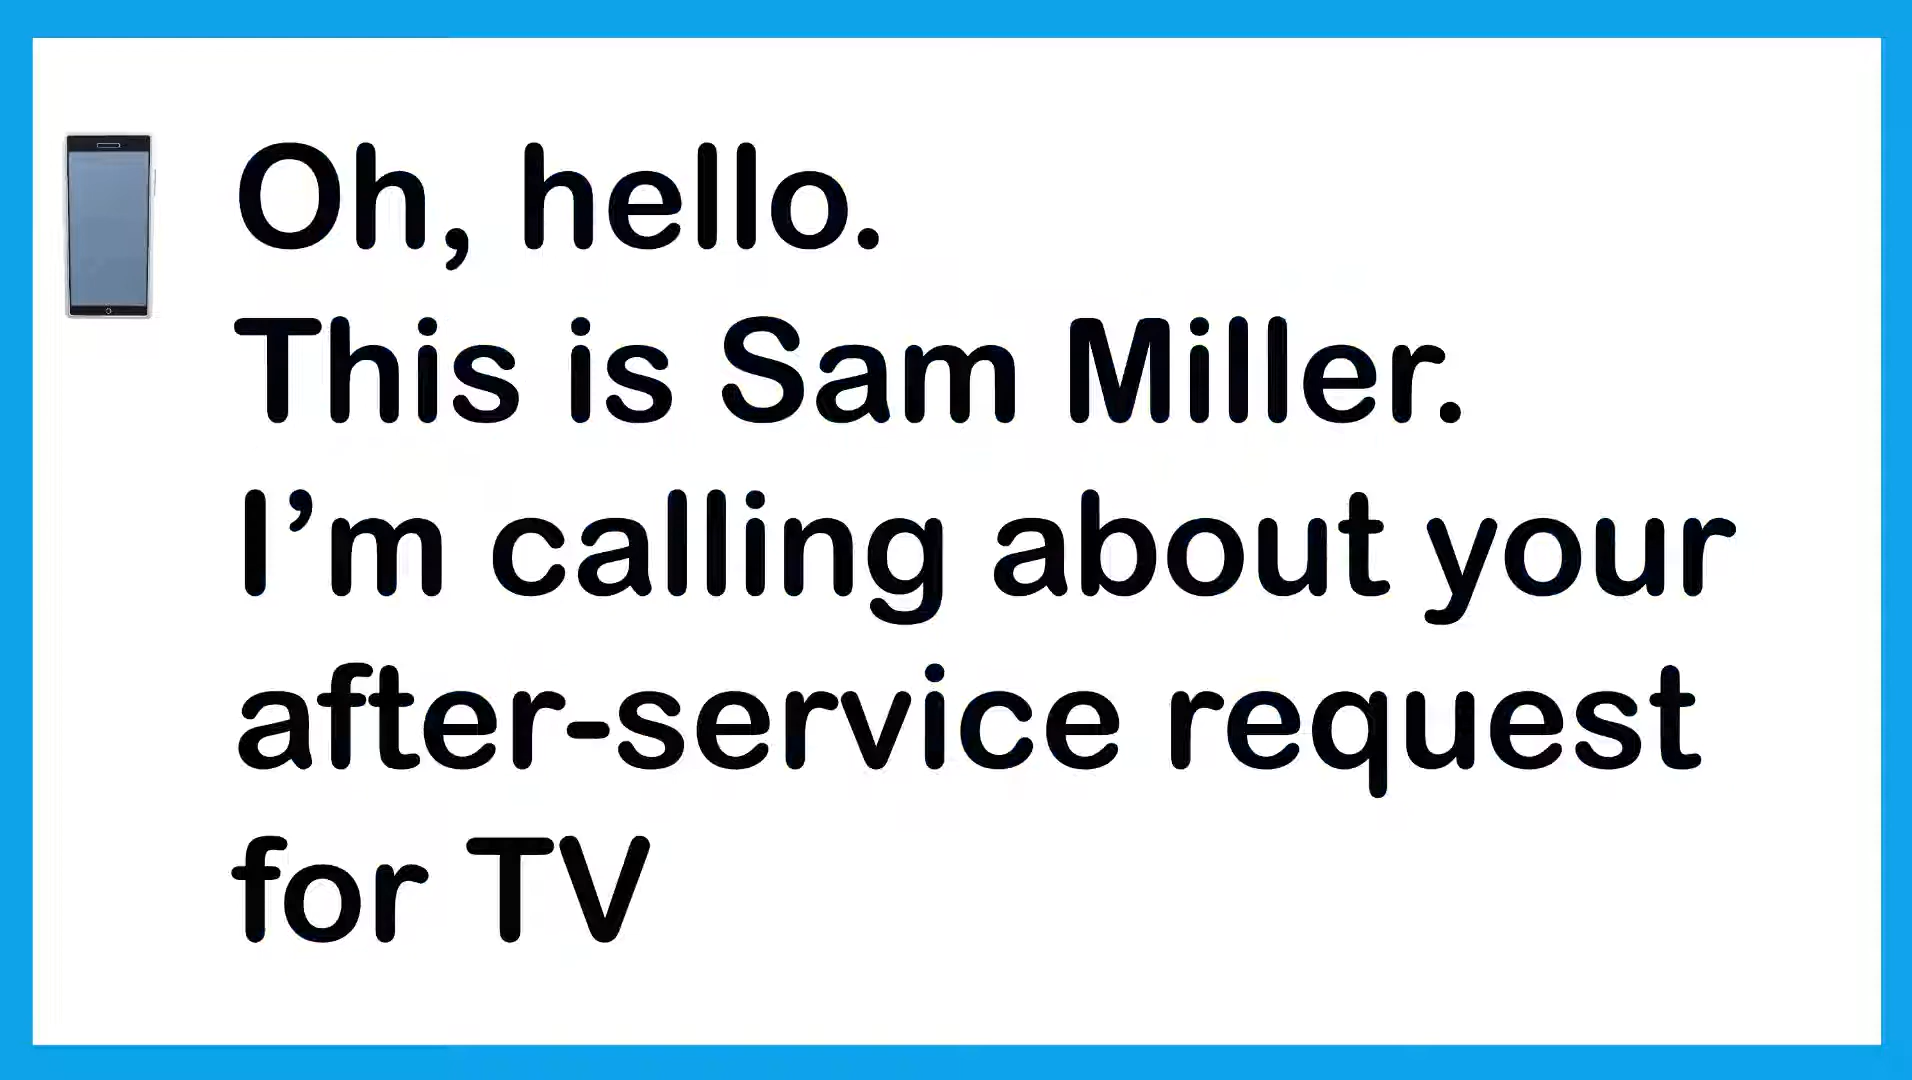 Oh, hello.
This is Sam Miller.
I’m calling about your
after-service request
for TV